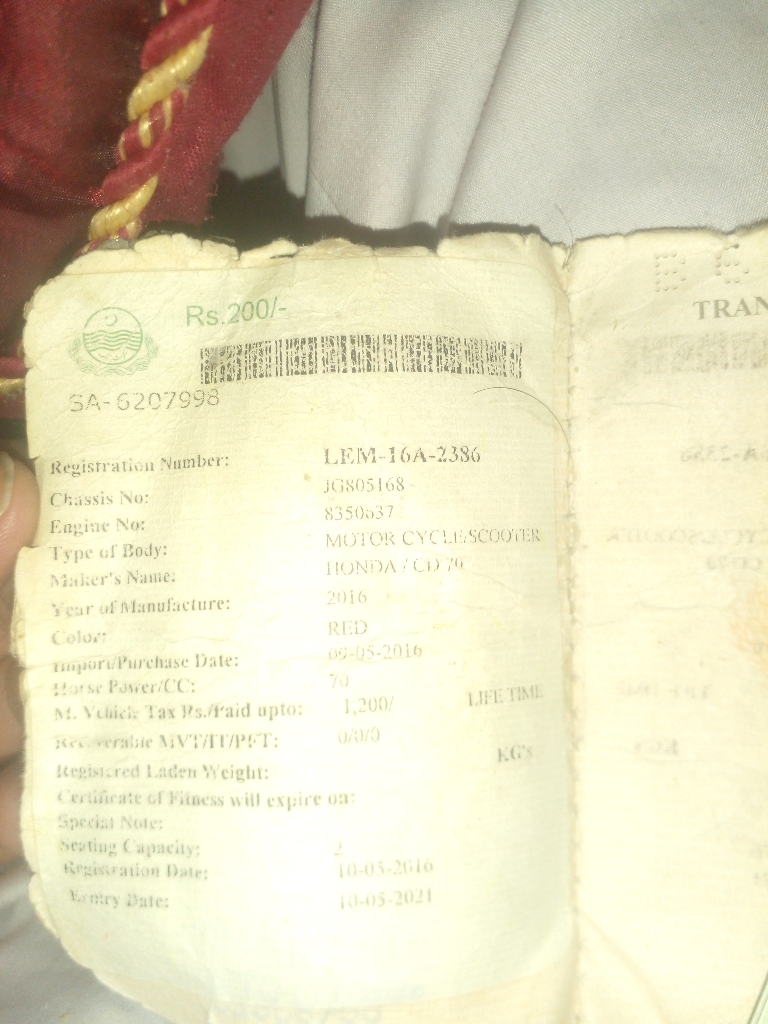 Rs.200/-
SA-6207998
Registration Number: LEM-16A-2386
Chassis No: JG805168
Engine No: 8350637
Type of Body: MOTOR CYCLE/SCOOTER
Maker's Name: HONDA / CD 70
Year of Manufacture: 2016
Color: RED
Import/Purchase Date: 09-05-2016
Horse Power/CC: 70
M. Vehicle Tax Rs./Paid upto: 1,200/ LIFE TIME
Recoverable MVT/IT/PFT: 0/0/0
Registered Laden Weight: KG's
Certificate of Fitness will expire on:
Special Note:
Seating Capacity: 2
Registration Date: 10-05-2016
Expiry Date: 10-05-2021
TRAN